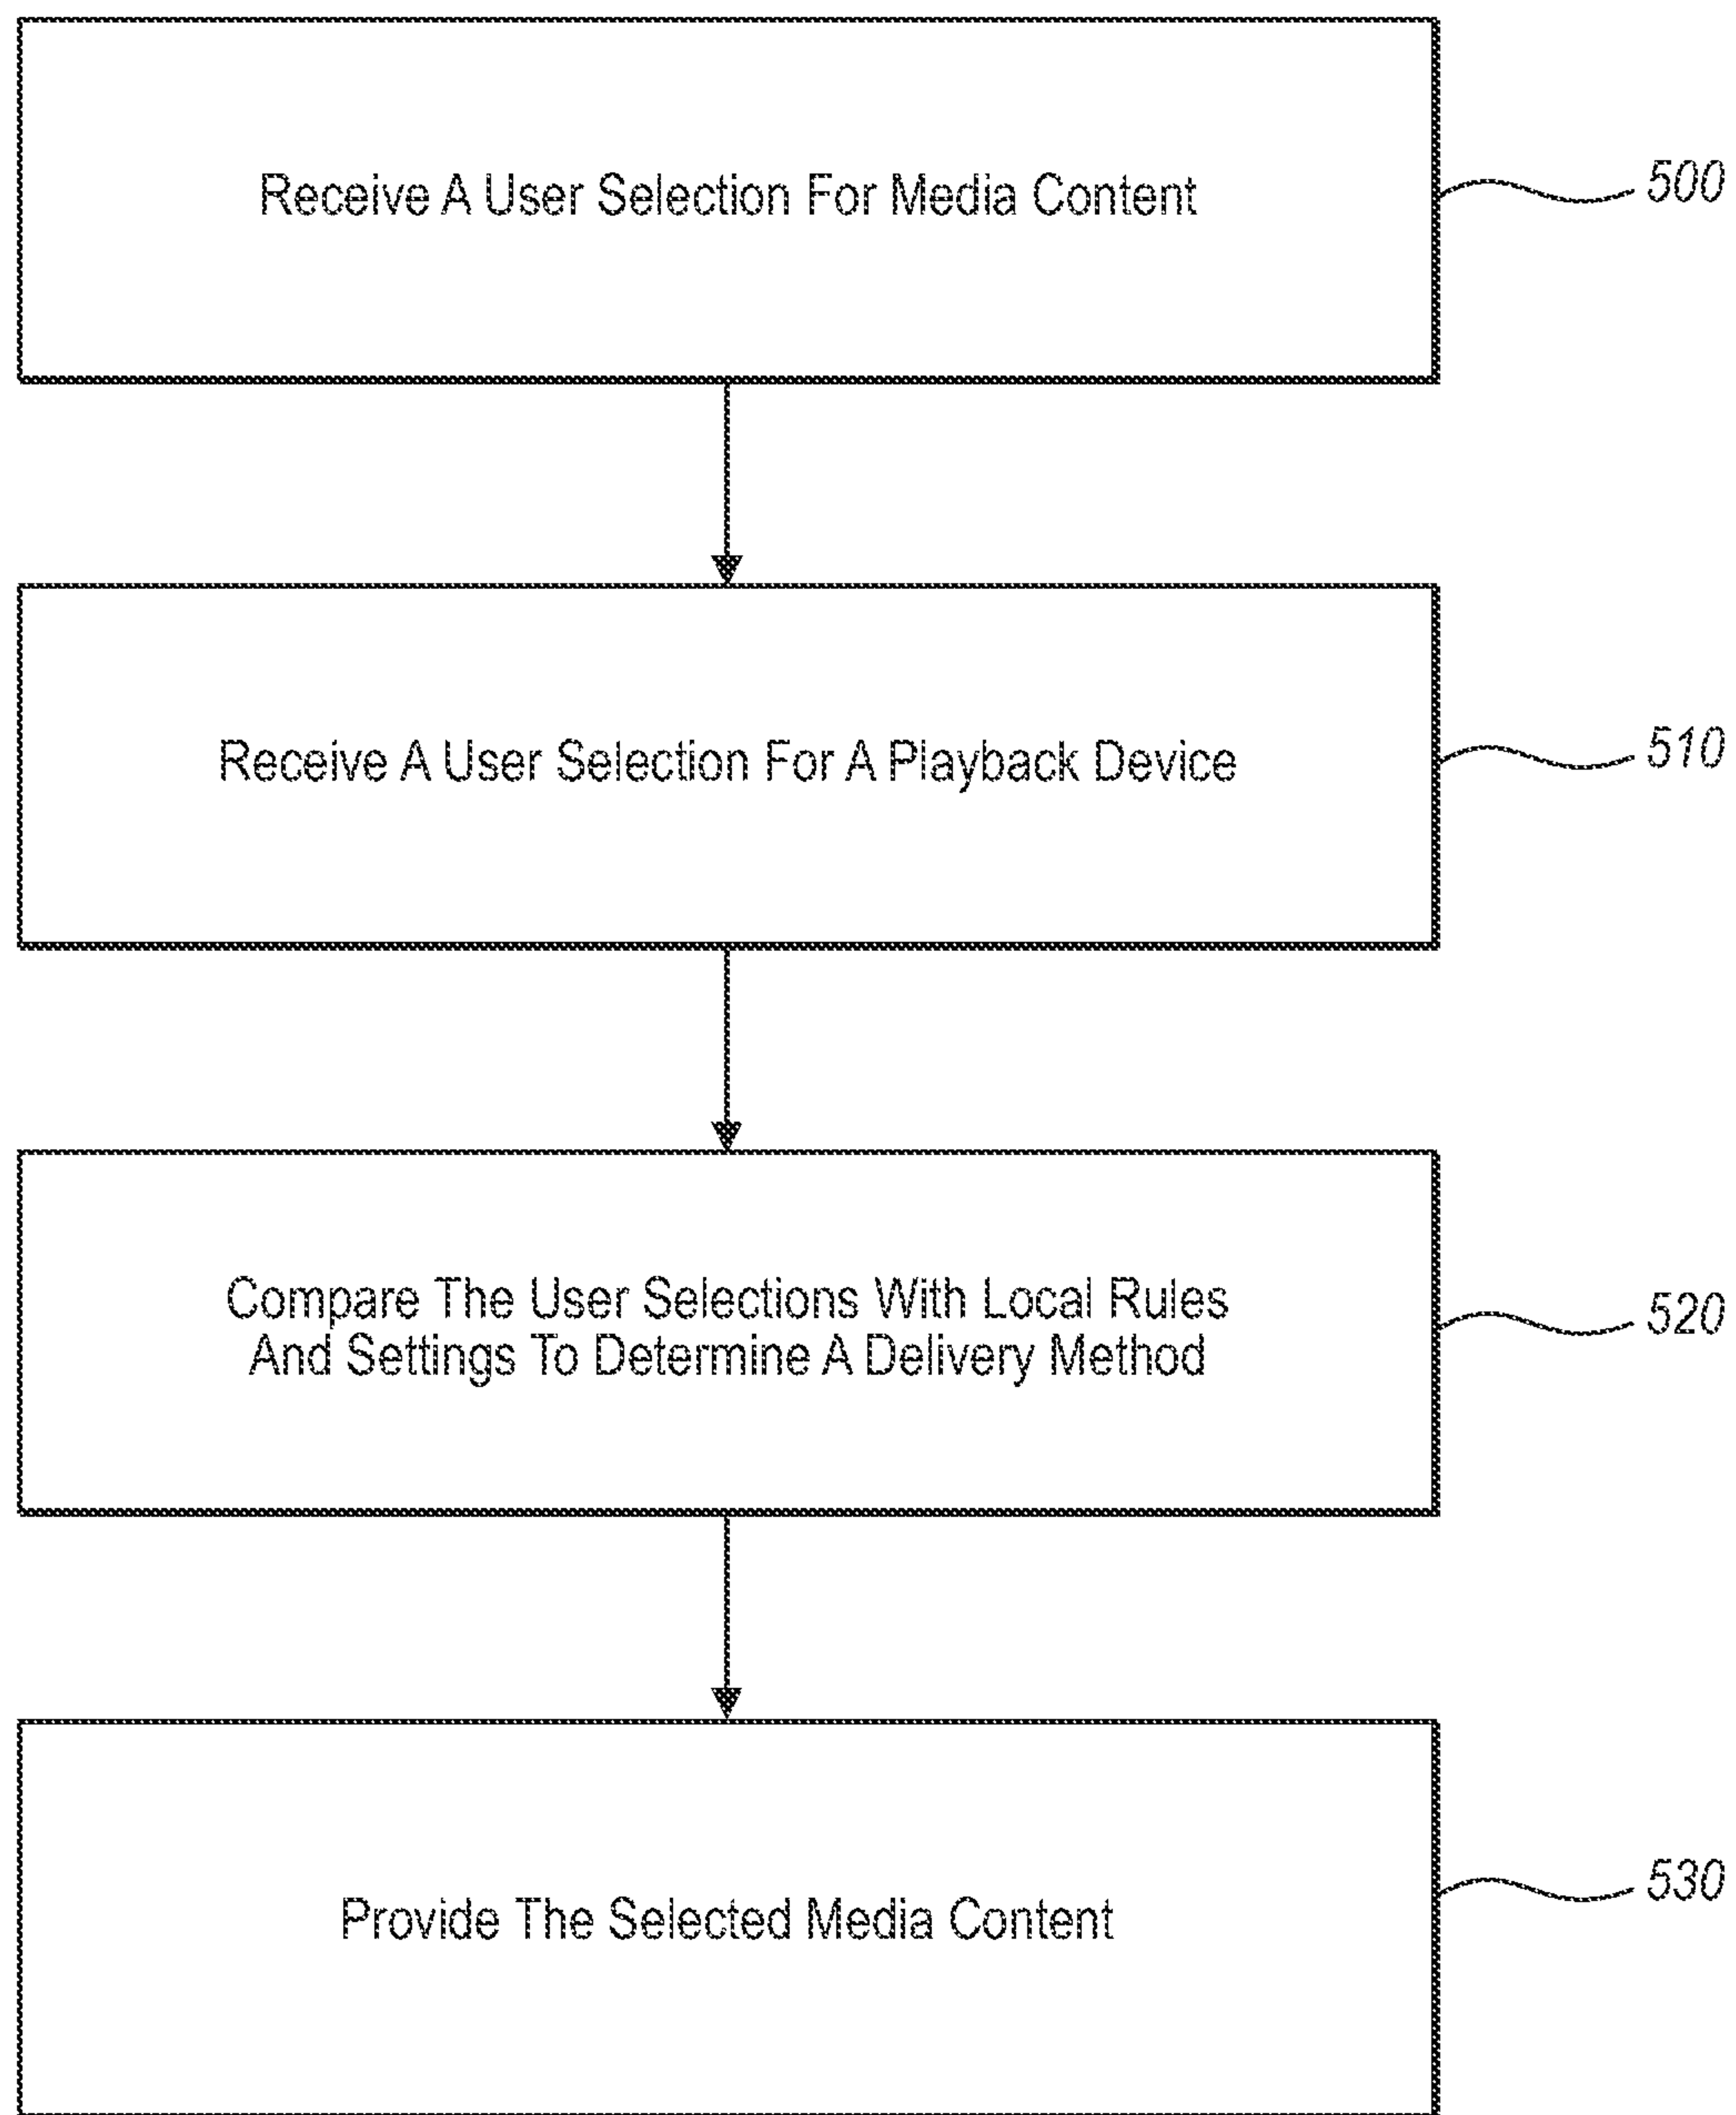 Receive A User Selection For Media Content
500
Receive A User Selection For A Playback Device
510
Compare The User Selections With Local Rules
And Settings To Determine A Delivery Method
520
Provide The Selected Media Content
530